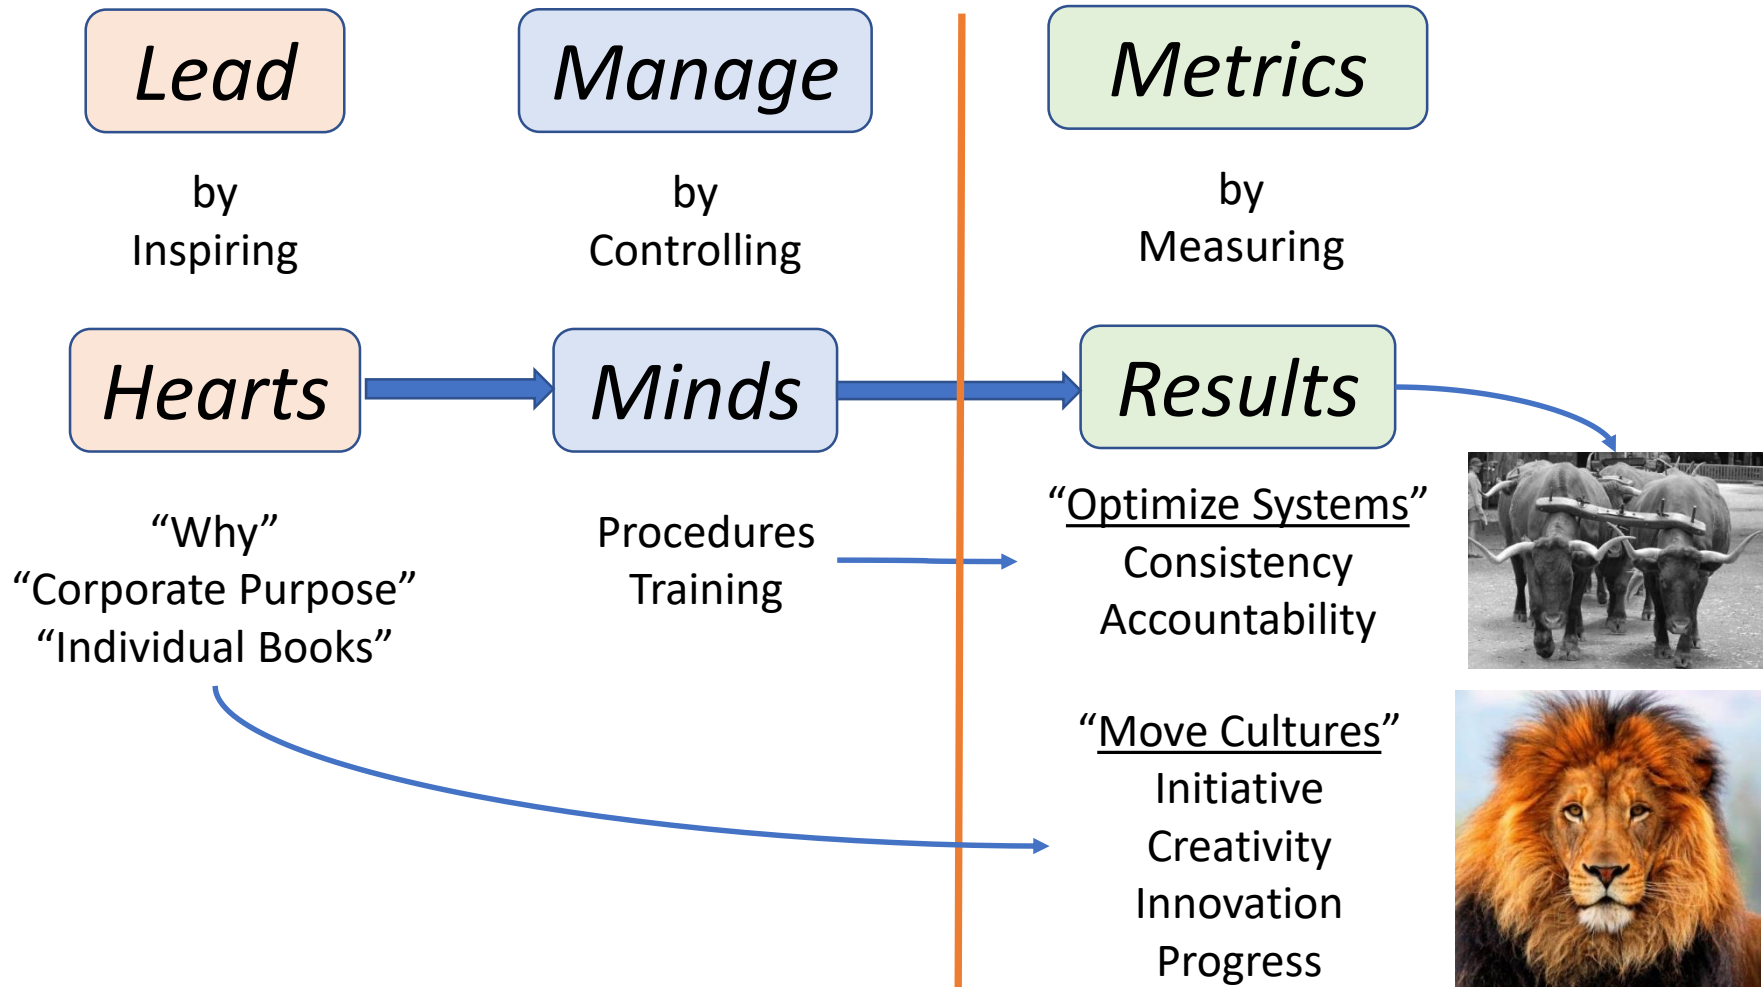 Lead
Manage
Metrics
by
Inspiring
by
Controlling
by
Measuring
Hearts
Minds
Results
“Why”
“Corporate Purpose”
“Individual Books”
Procedures
Training
“Optimize Systems”
Consistency
Accountability
“Move Cultures”
Initiative
Creativity
Innovation
Progress